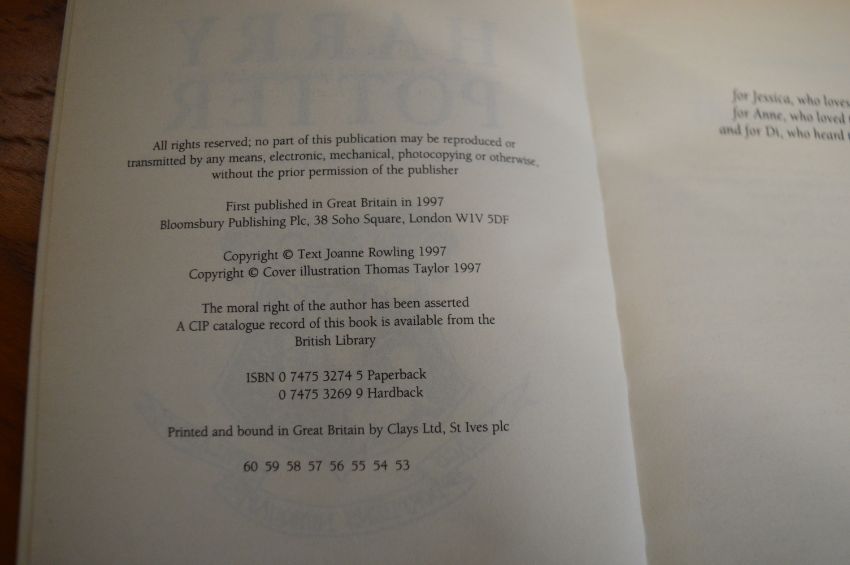 HARRY
POTTER
All rights reserved; no part of this publication may be reproduced or
transmitted by any means, electronic, mechanical, photocopying or otherwise,
without the prior permission of the publisher
First published in Great Britain in 1997
Bloomsbury Publishing Plc, 38 Soho Square, London W1V 5DF
Copyright © Text Joanne Rowling 1997
Copyright © Cover illustration Thomas Taylor 1997
The moral right of the author has been asserted
A CIP catalogue record of this book is available from the
British Library
ISBN 0 7475 3274 5 Paperback
0 7475 3269 9 Hardback
Printed and bound in Great Britain by Clays Ltd, St Ives plc
60 59 58 57 56 55 54 53
for Jessica, who loves
for Anne, who loved
and for Di, who heard